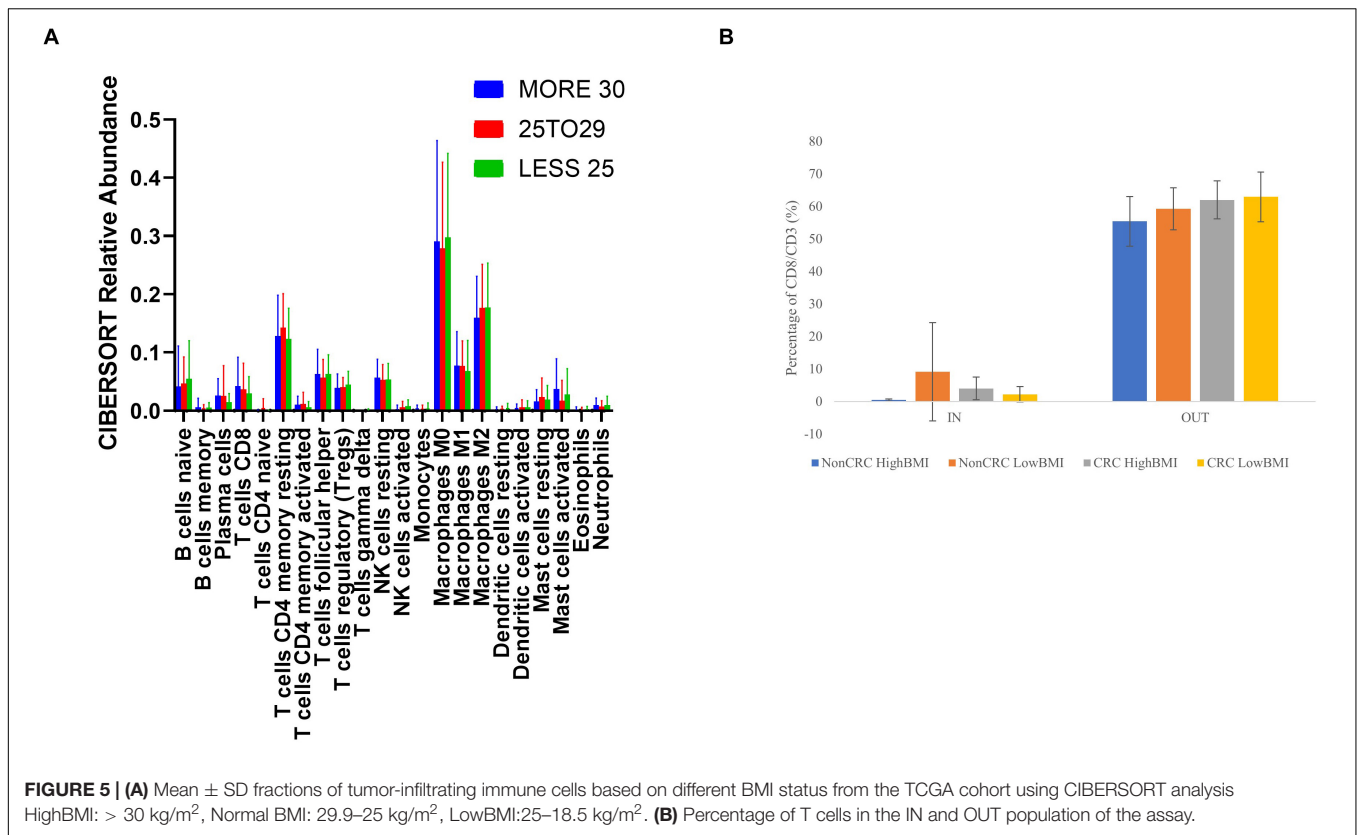 A
B
MORE 30
25TO29
LESS 25
CIBERSORT Relative Abundance
0.5
0.4
0.3
0.2
0.1
0.0
B cells naive
B cells memory
Plasma cells
T cells CD8
T cells CD4 naive
T cells CD4 memory resting
T cells CD4 memory activated
T cells follicular helper
T cells regulatory (Tregs)
T cells gamma delta
NK cells resting
NK cells activated
Monocytes
Macrophages M0
Macrophages M1
Macrophages M2
Dendritic cells resting
Dendritic cells activated
Mast cells resting
Mast cells activated
Eosinophils
Neutrophils
Percentage of CD8/CD3 (%)
80
70
60
50
40
30
20
10
0
-10
IN
OUT
NonCRC HighBMI
NonCRC LowBMI
CRC HighBMI
CRC LowBMI
FIGURE 5 | (A) Mean ± SD fractions of tumor-infiltrating immune cells based on different BMI status from the TCGA cohort using CIBERSORT analysis
HighBMI: > 30 kg/m², Normal BMI: 29.9–25 kg/m², LowBMI:25–18.5 kg/m². (B) Percentage of T cells in the IN and OUT population of the assay.